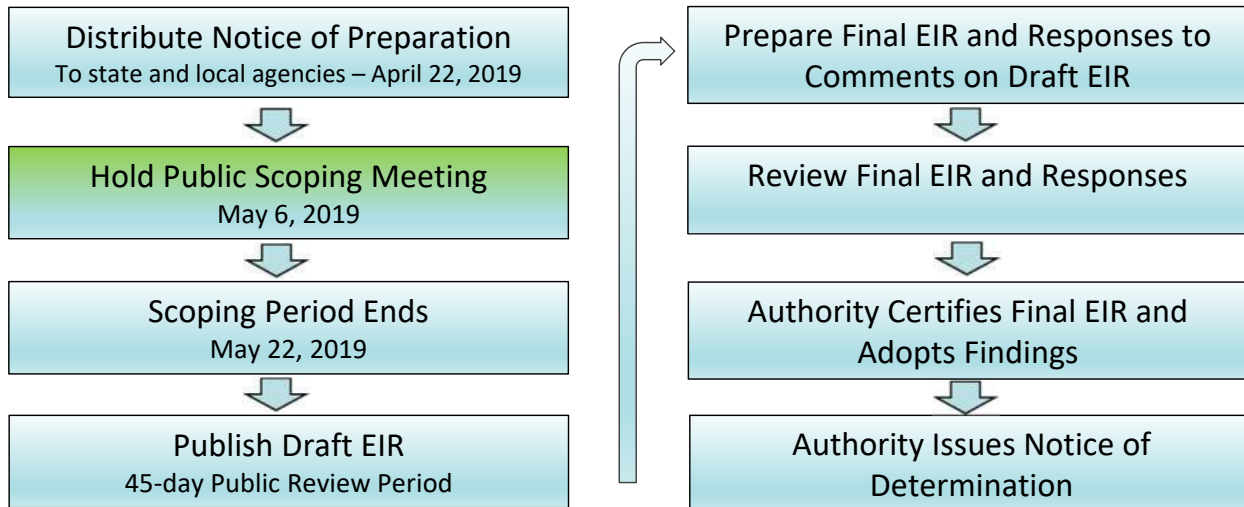 Distribute Notice of Preparation
To state and local agencies – April 22, 2019
Hold Public Scoping Meeting
May 6, 2019
Scoping Period Ends
May 22, 2019
Publish Draft EIR
45-day Public Review Period
Prepare Final EIR and Responses to
Comments on Draft EIR
Review Final EIR and Responses
Authority Certifies Final EIR and
Adopts Findings
Authority Issues Notice of
Determination